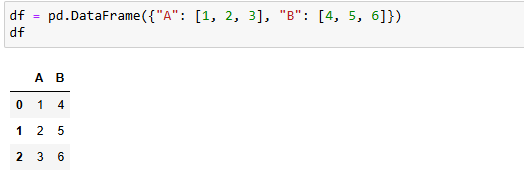 df = pd.DataFrame({"A": [1, 2, 3], "B": [4, 5, 6]})
df
A B
0 1 4
1 2 5
2 3 6